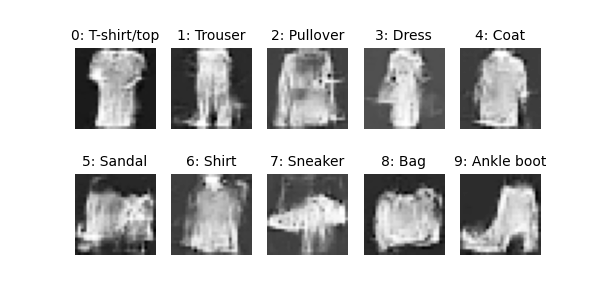 0: T-shirt/top 1: Trouser 2: Pullover 3: Dress 4: Coat
5: Sandal 6: Shirt 7: Sneaker 8: Bag 9: Ankle boot